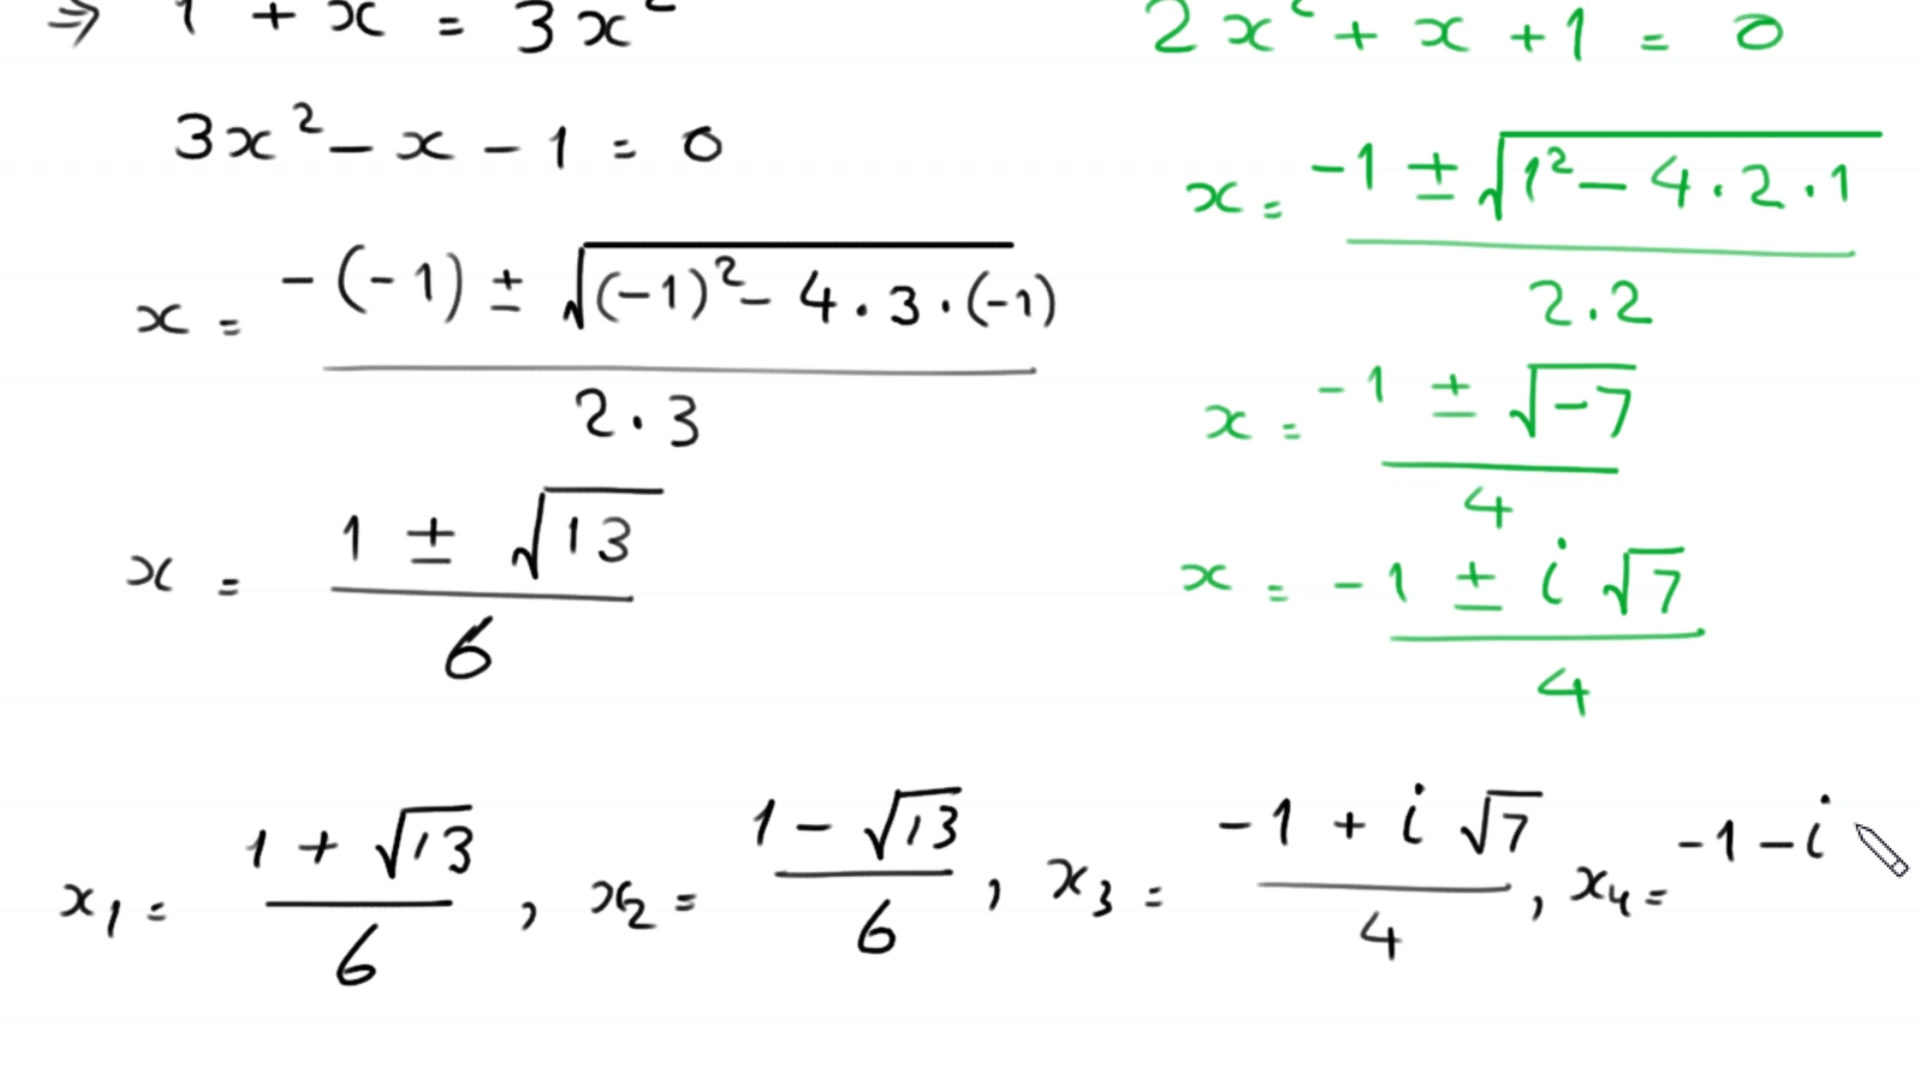 ⇒ 1 + x = 3x²
3x² - x - 1 = 0
x = -(-1) ± √(-1)² - 4 · 3 · (-1)
2 · 3
x = 1 ± √13
6
2x² + x + 1 = 0
x = -1 ± √1² - 4 · 2 · 1
2 · 2
x = -1 ± √-7
4
x = -1 ± i √7
4
x₁ = 1 + √13 / 6 , x₂ = 1 - √13 / 6 , x₃ = -1 + i √7 / 4 , x₄ = -1 - i